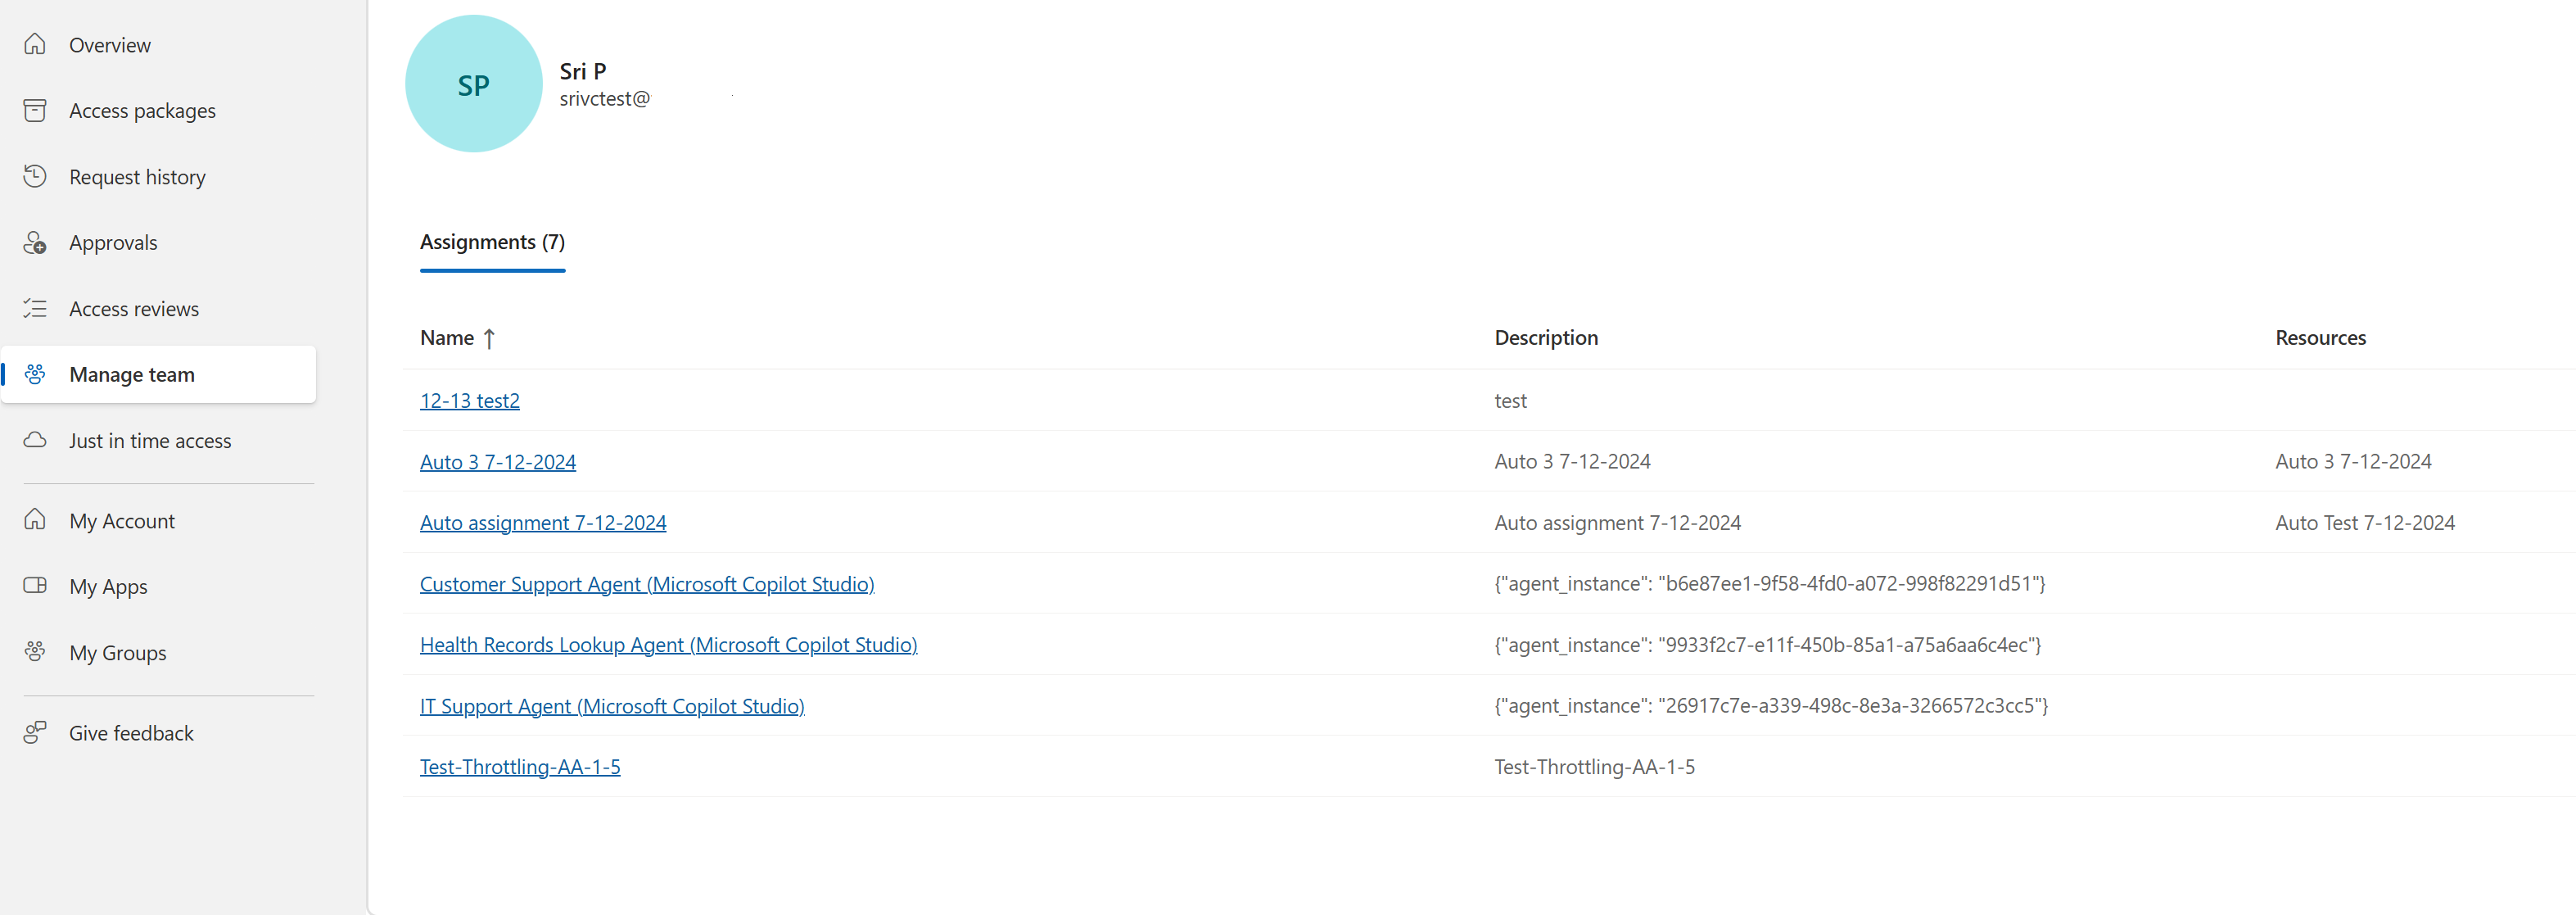 Overview
Access packages
Request history
Approvals
Access reviews
Manage team
Just in time access
My Account
My Apps
My Groups
Give feedback
SP
Sri P
srivctest@
Assignments (7)
Name ↑ Description Resources
12-13 test2 test
Auto 3 7-12-2024 Auto 3 7-12-2024 Auto 3 7-12-2024
Auto assignment 7-12-2024 Auto assignment 7-12-2024 Auto Test 7-12-2024
Customer Support Agent (Microsoft Copilot Studio) {"agent_instance": "b6e87ee1-9f58-4fd0-a072-998f82291d51"}
Health Records Lookup Agent (Microsoft Copilot Studio) {"agent_instance": "9933f2c7-e11f-450b-85a1-a75a6aa6c4ec"}
IT Support Agent (Microsoft Copilot Studio) {"agent_instance": "26917c7e-a339-498c-8e3a-3266572c3cc5"}
Test-Throttling-AA-1-5 Test-Throttling-AA-1-5